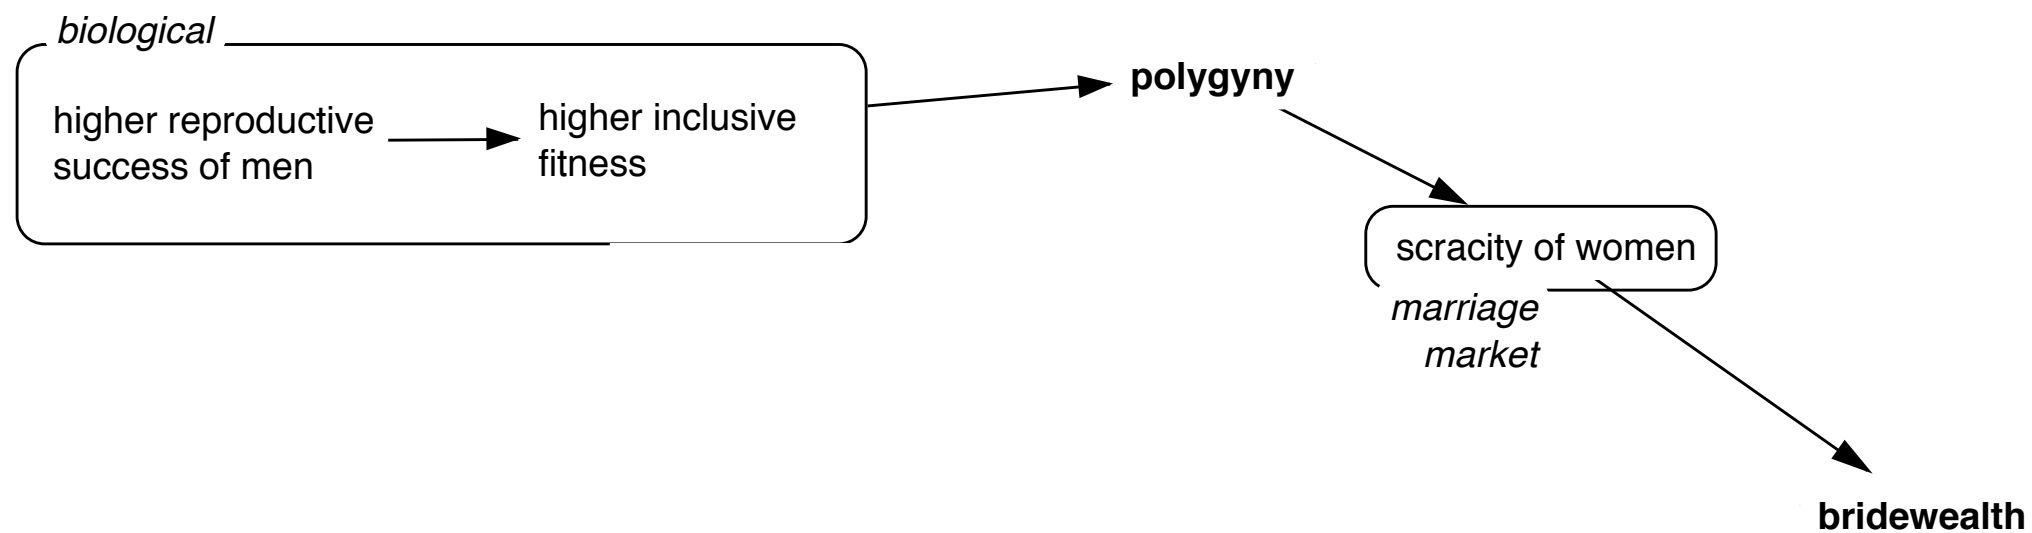 biological
higher reproductive
success of men
higher inclusive
fitness
polygyny
scracity of women
marriage
market
bridewealth